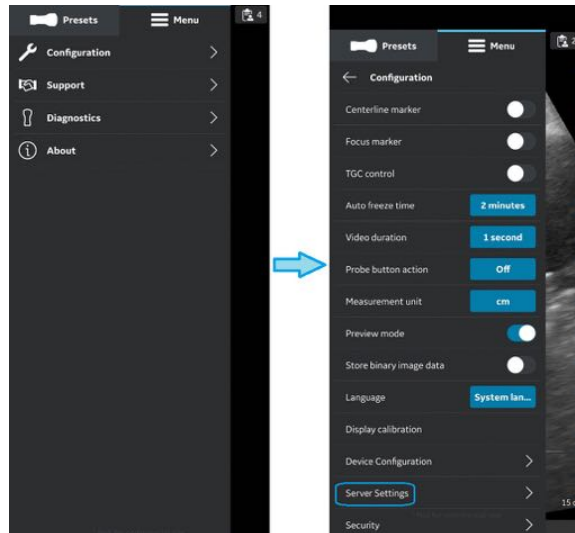 Presets
Menu
4
Configuration
Support
Diagnostics
About
Presets
Menu
2
Configuration
Centerline marker
Focus marker
TGC control
Auto freeze time
2 minutes
Video duration
1 second
Probe button action
Off
Measurement unit
cm
Preview mode
Store binary image data
Language
System lan...
Display calibration
Device Configuration
Server Settings
15 c
Security